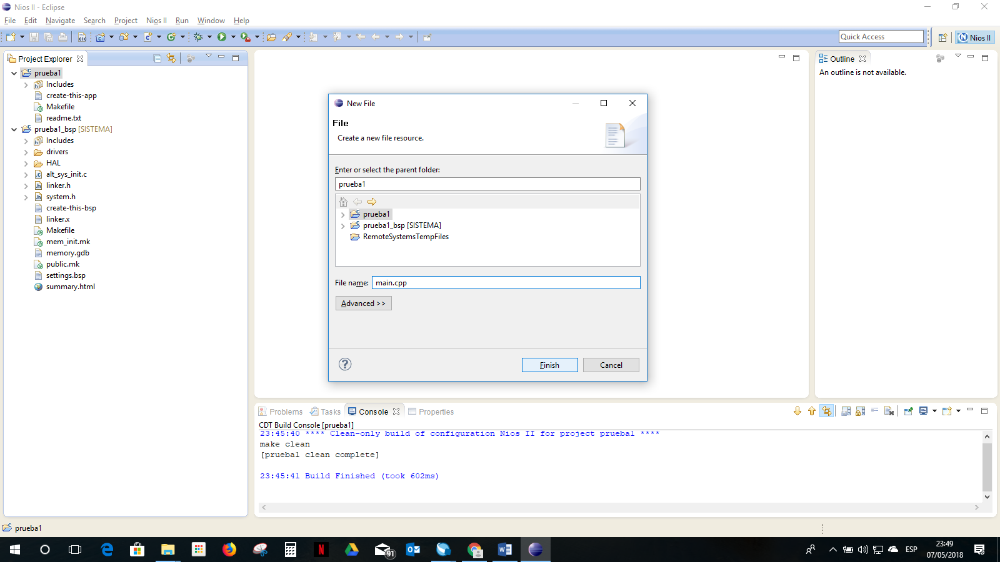 Nios II - Eclipse
File Edit Navigate Search Project Nios II Run Window Help
Quick Access
Nios II
Project Explorer
prueba1
Includes
create-this-app
Makefile
readme.txt
prueba1_bsp [SISTEMA]
Includes
drivers
HAL
alt_sys_init.c
linker.h
system.h
create-this-bsp
linker.x
Makefile
mem_init.mk
memory.gdb
public.mk
settings.bsp
summary.html
New File
File
Create a new file resource.
Enter or select the parent folder:
prueba1
prueba1
prueba1_bsp [SISTEMA]
RemoteSystemsTempFiles
File name: main.cpp
Advanced >>
Finish Cancel
Outline
An outline is not available.
Problems Tasks Console Properties
CDT Build Console [prueba1]
23:45:40 **** Clean-only build of configuration Nios II for project prueba1 ****
make clean
[prueba1 clean complete]
23:45:41 Build Finished (took 602ms)
prueba1
91
ESP
23:49
07/05/2018